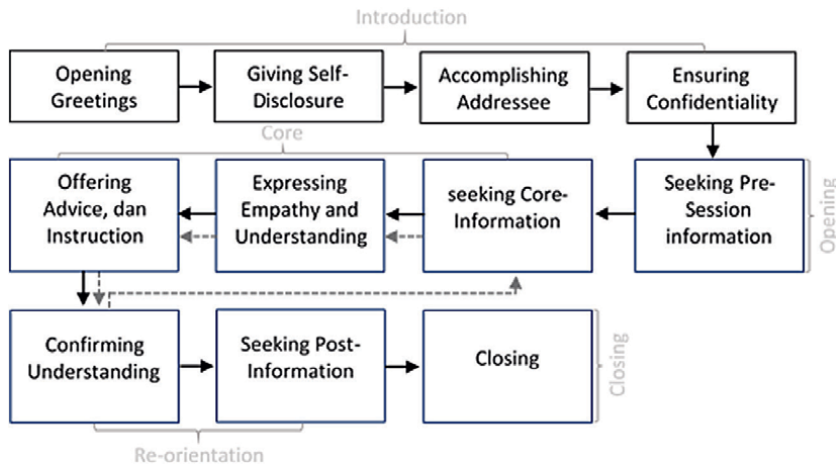 Introduction
Opening
Greetings
Giving Self-
Disclosure
Accomplishing
Addressee
Ensuring
Confidentiality
Core
Offering
Advice, dan
Instruction
Expressing
Empathy and
Understanding
seeking Core-
Information
Seeking Pre-
Session
information
Opening
Confirming
Understanding
Seeking Post-
Information
Closing
Closing
Re-orientation